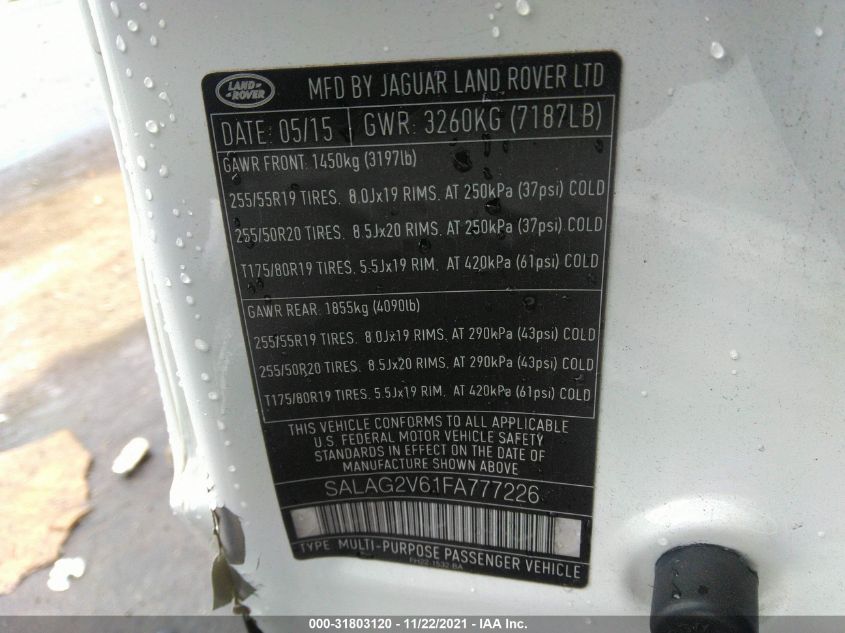 LAND
ROVER
MFD BY JAGUAR LAND ROVER LTD
DATE: 05/15 GWR: 3260KG (7187LB)
GAWR FRONT: 1450kg (3197lb)
255/55R19 TIRES. 8.0Jx19 RIMS. AT 250kPa (37psi) COLD
255/50R20 TIRES. 8.5Jx20 RIMS. AT 250kPa (37psi) COLD
T175/80R19 TIRES. 5.5Jx19 RIM. AT 420kPa (61psi) COLD
GAWR REAR: 1855kg (4090lb)
255/55R19 TIRES. 8.0Jx19 RIMS. AT 290kPa (43psi) COLD
255/50R20 TIRES. 8.5Jx20 RIMS. AT 290kPa (43psi) COLD
T175/80R19 TIRES. 5.5Jx19 RIM. AT 420kPa (61psi) COLD
THIS VEHICLE CONFORMS TO ALL APPLICABLE
U.S. FEDERAL MOTOR VEHICLE SAFETY
STANDARDS IN EFFECT ON THE DATE OF
MANUFACTURE SHOWN ABOVE
SALAG2V61FA777226
TYPE: MULTI-PURPOSE PASSENGER VEHICLE
PH22-1532-BA
000-31803120 - 11/22/2021 - IAA Inc.